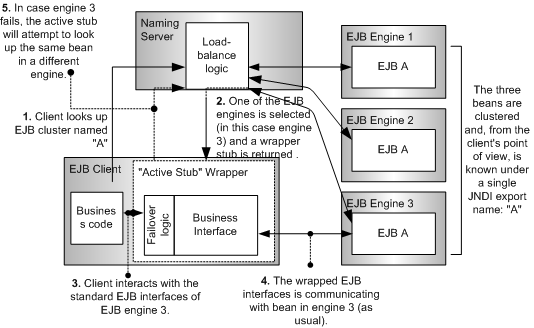 5. In case engine 3
fails, the active stub
will attempt to look
up the same bean
in a different
engine.
Naming
Server
Load-
balance
logic
EJB Engine 1
EJB A
1. Client looks up
EJB cluster named
"A"
2. One of the EJB
engines is selected
(in this case engine
3) and a wrapper
stub is returned .
EJB Engine 2
EJB A
The three
beans are
clustered
and, from the
client's point
of view, is
known under
a single
JNDI export
name: "A"
EJB Client
"Active Stub" Wrapper
Busines
s code
Failover
logic
Business
Interface
EJB Engine 3
EJB A
3. Client interacts with the
standard EJB interfaces of
EJB engine 3.
4. The wrapped EJB
interfaces is communicating
with bean in engine 3 (as
usual).